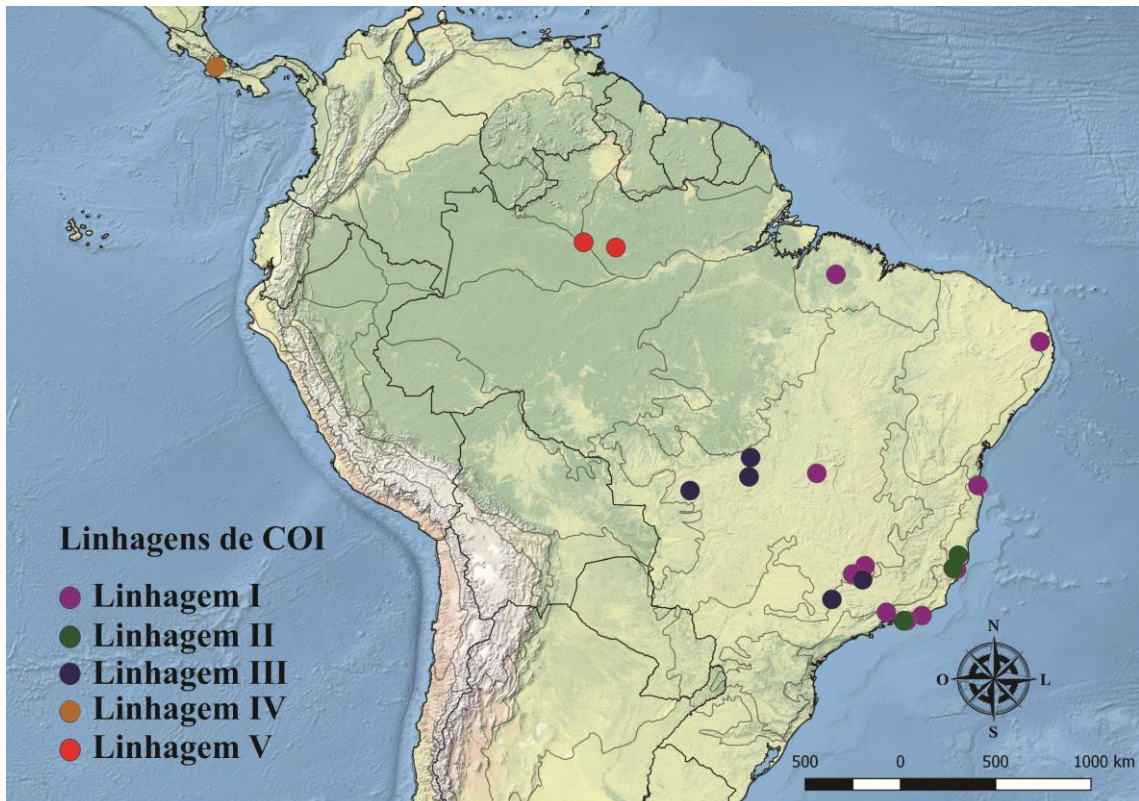 Linhagens de COI
Linhagem I
Linhagem II
Linhagem III
Linhagem IV
Linhagem V
N
O
L
S
500 0 500 1000 km